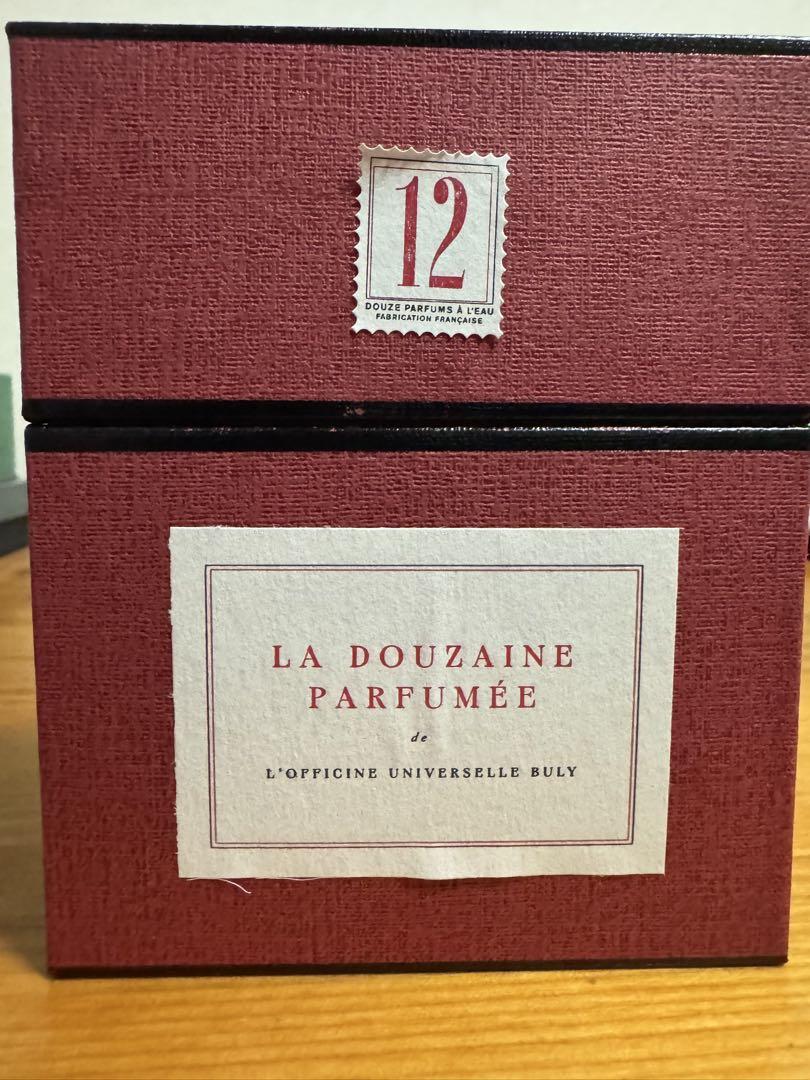 12
DOUZE PARFUMS À L'EAU
FABRICATION FRANÇAISE
LA DOUZAINE
PARFUMÉE
de
L'OFFICINE UNIVERSELLE BULY